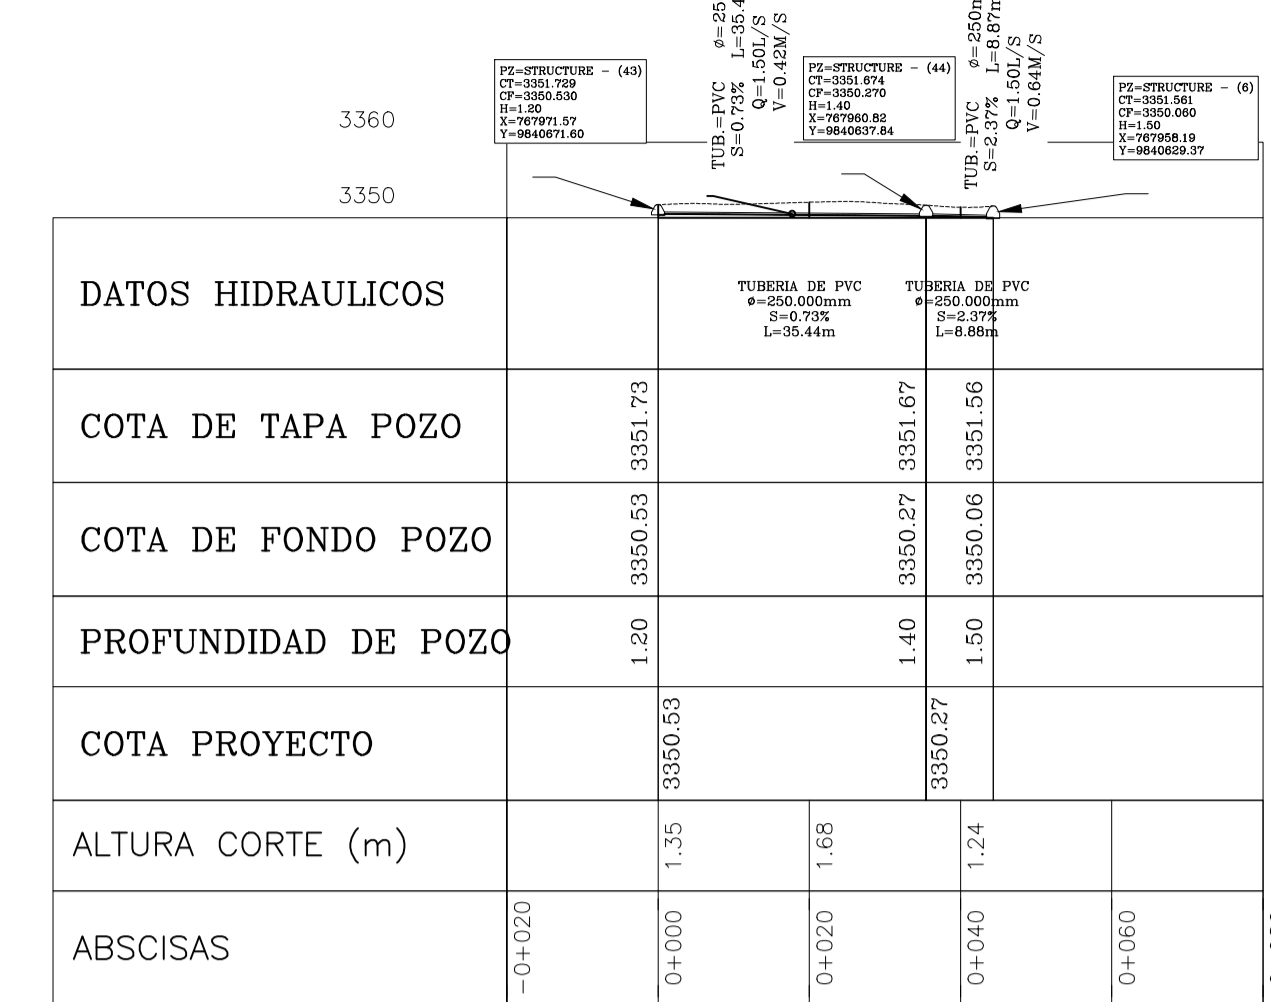 PZ=STRUCTURE - (43)
CT=3351.729
CF=3350.530
H=1.20
X=767971.57
Y=9840671.60
TUB.=PVC
S=0.73%
Q=1.50L/S
V=0.42M/S
PZ=STRUCTURE - (44)
CT=3351.674
CF=3350.270
H=1.40
X=767960.82
Y=9840637.84
TUB.=PVC ø=250m
S=2.37% L=8.87m
Q=1.50L/S
V=0.64M/S
PZ=STRUCTURE - (6)
CT=3351.561
CF=3350.060
H=1.50
X=767958.19
Y=9840629.37
3360
3350
DATOS HIDRAULICOS
TUBERIA DE PVC
ø=250.000mm
S=0.73%
L=35.44m
TUBERIA DE PVC
ø=250.000mm
S=2.37%
L=8.88m
COTA DE TAPA POZO
3351.73
3351.67
3351.56
COTA DE FONDO POZO
3350.53
3350.27
3350.06
PROFUNDIDAD DE POZO
1.20
1.40
1.50
COTA PROYECTO
3350.53
3350.27
ALTURA CORTE (m)
1.35
1.68
1.24
ABSCISAS
-0+020
0+000
0+020
0+040
0+060